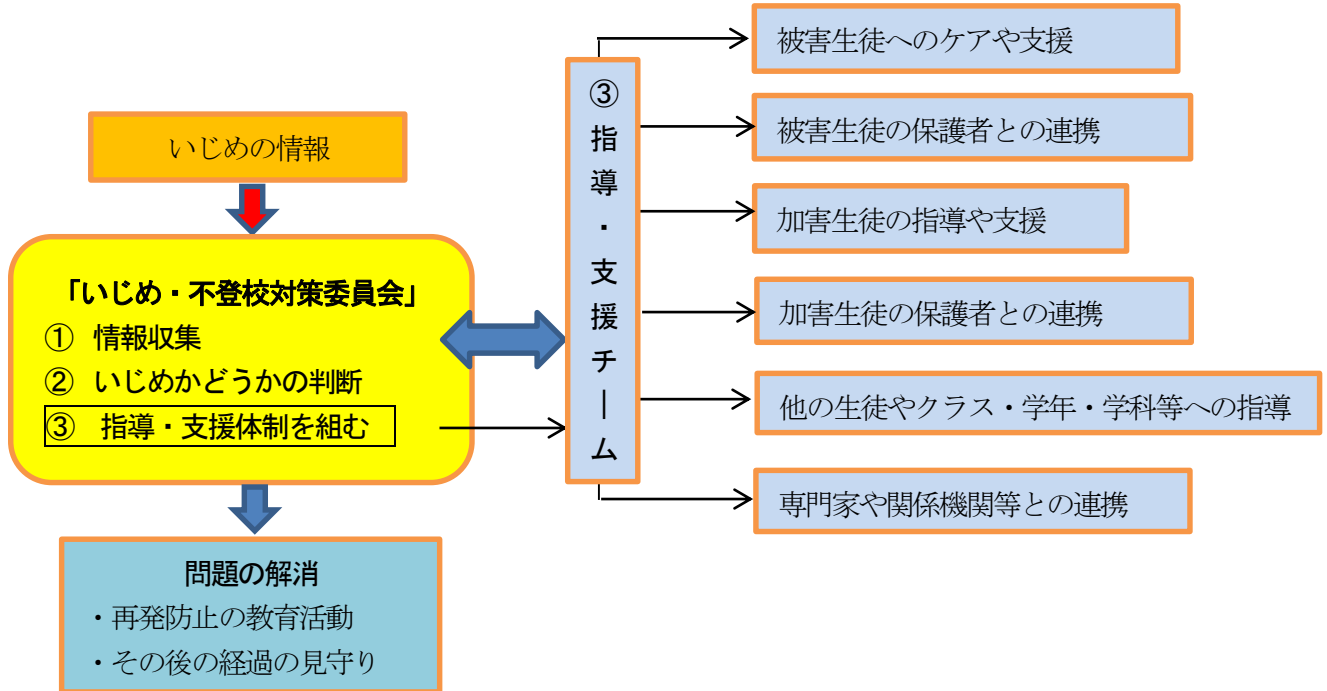 いじめの情報
「いじめ・不登校対策委員会」
① 情報収集
② いじめかどうかの判断
③ 指導・支援体制を組む
問題の解消
・再発防止の教育活動
・その後の経過の見守り
③指導・支援チーム
被害生徒へのケアや支援
被害生徒の保護者との連携
加害生徒の指導や支援
加害生徒の保護者との連携
他の生徒やクラス・学年・学科等への指導
専門家や関係機関等との連携